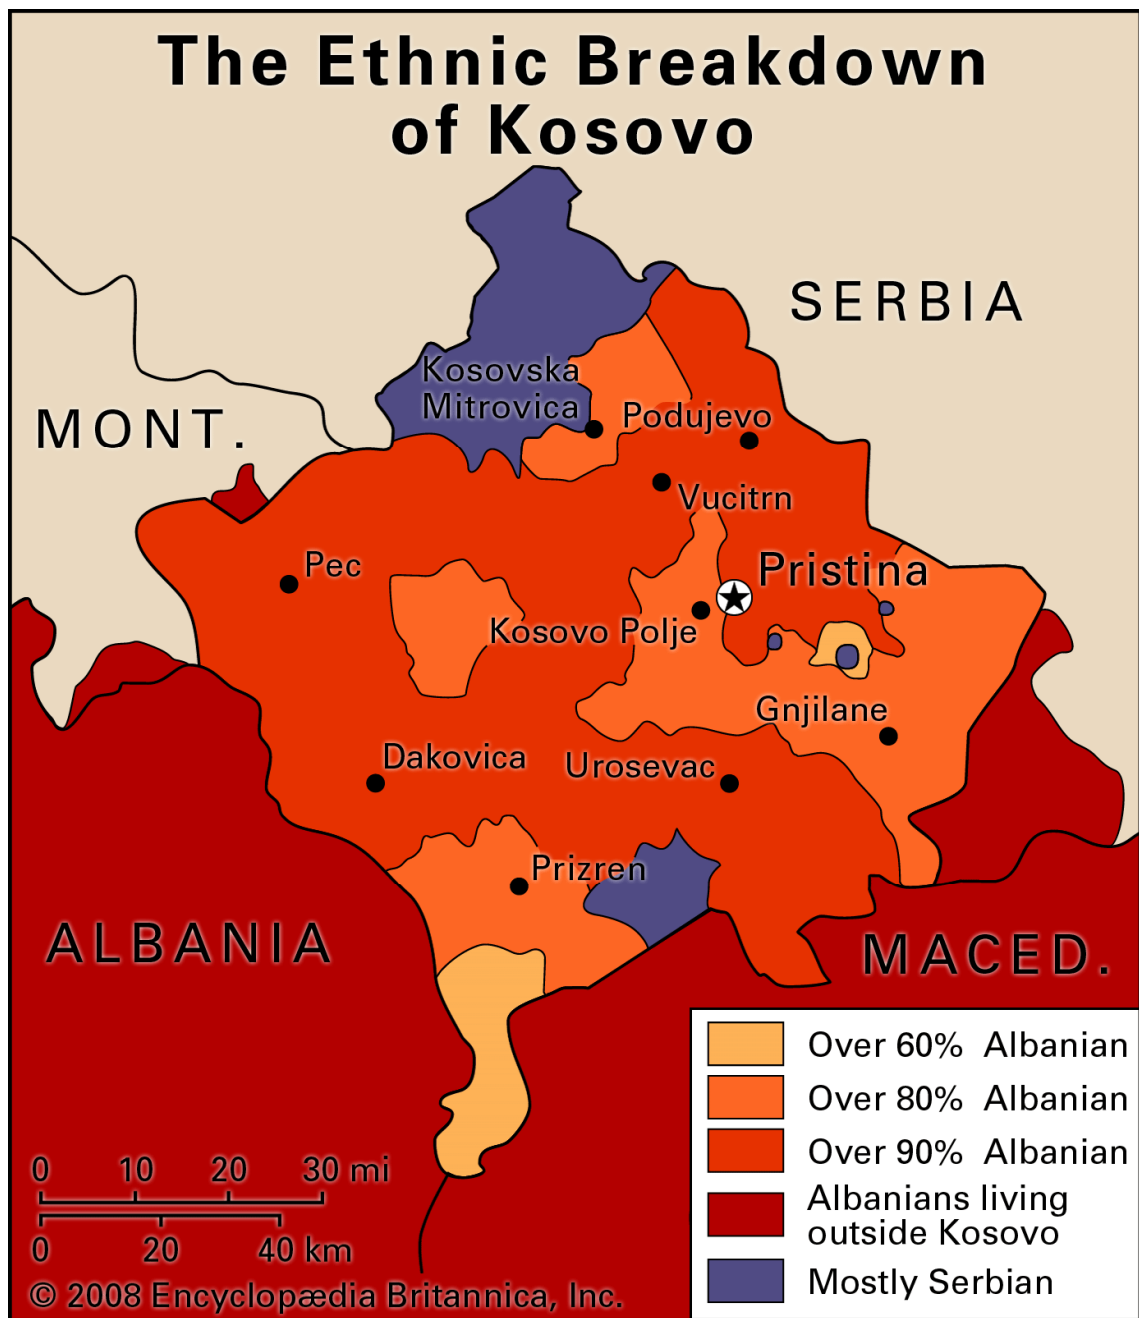 The Ethnic Breakdown
of Kosovo
SERBIA
MONT.
Kosovska
Mitrovica
Podujevo
Vucitrn
Pec
Pristina
Kosovo Polje
Gnjilane
Dakovica
Urosevac
Prizren
ALBANIA
MACED.
Over 60% Albanian
Over 80% Albanian
Over 90% Albanian
Albanians living
outside Kosovo
Mostly Serbian
0 10 20 30 mi
0 20 40 km
© 2008 Encyclopædia Britannica, Inc.